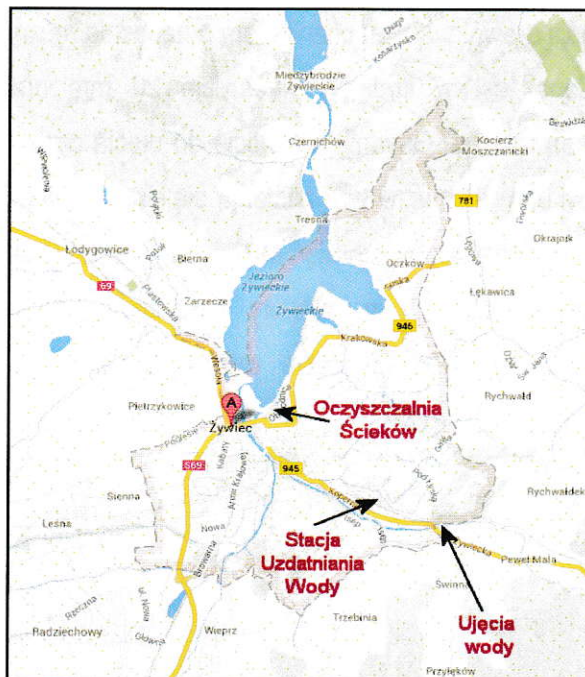 Międzybrodzie
Żywieckie
Czernichów
Kocierz
Moszczanicki
Tresna
781
Łodygowice
Bierna
69
Zarzecze
Jezioro
Żywieckie
Żywieckie
Oczków
Okrajnik
Łękawica
946
Krakowska
Rychwałd
Pietrzykowice
A
Żywiec
Oczyszczalnia
Ścieków
S69
945
Sienna
Rychwałdek
Leśna
Nowa
Browarna
Stacja
Uzdatniania
Wody
Żywiecka
Pewel Mała
Świnna
Ujęcia
wody
Radziechowy
Wieprz
Trzebinia
Przyłęków